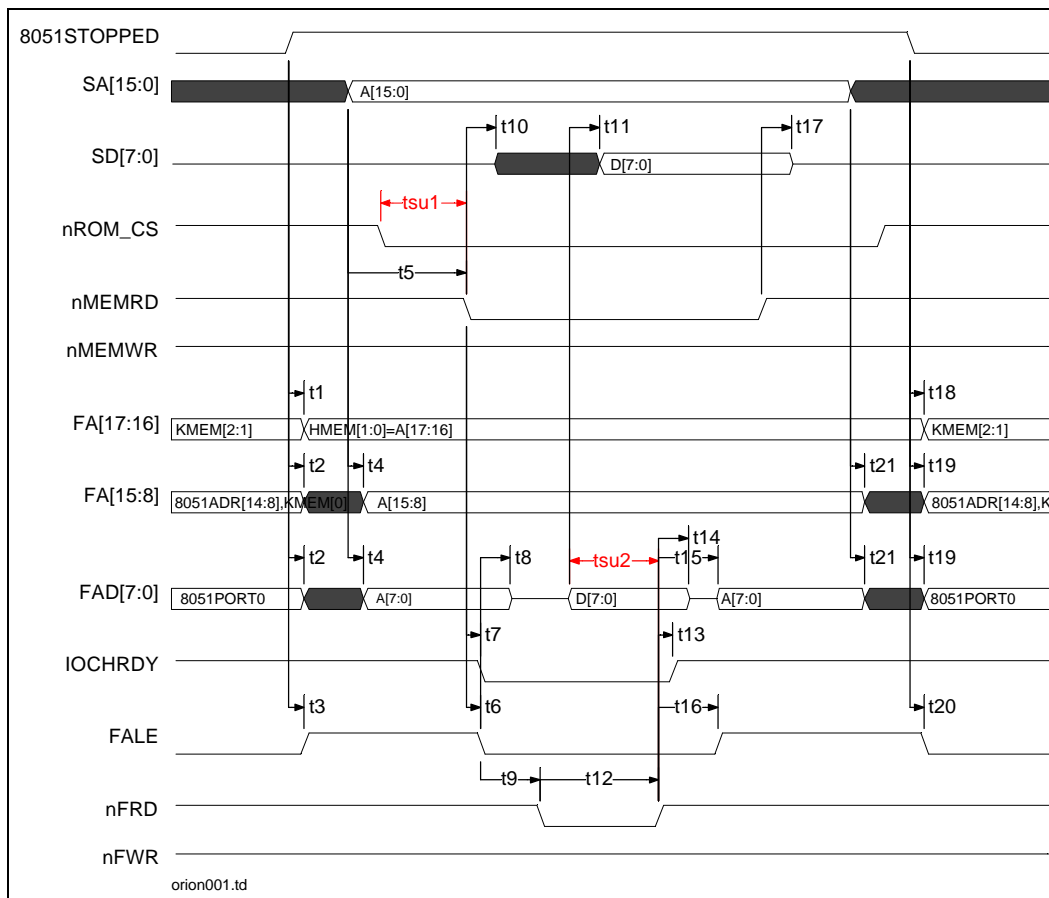 8051STOPPED
SA[15:0]
A[15:0]
t10
t11
t17
SD[7:0]
D[7:0]
tsu1
nROM_CS
t5
nMEMRD
nMEMWR
t1
t18
FA[17:16]
KMEM[2:1]
HMEM[1:0]=A[17:16]
KMEM[2:1]
t2
t4
t21
t19
FA[15:8]
8051ADR[14:8],KMEM[0]
A[15:8]
8051ADR[14:8],K
t14
t2
t4
t8
tsu2
t15
t21
t19
FAD[7:0]
8051PORT0
A[7:0]
D[7:0]
A[7:0]
8051PORT0
t7
t13
IOCHRDY
t3
t6
t16
t20
FALE
t9
t12
nFRD
nFWR
orion001.td